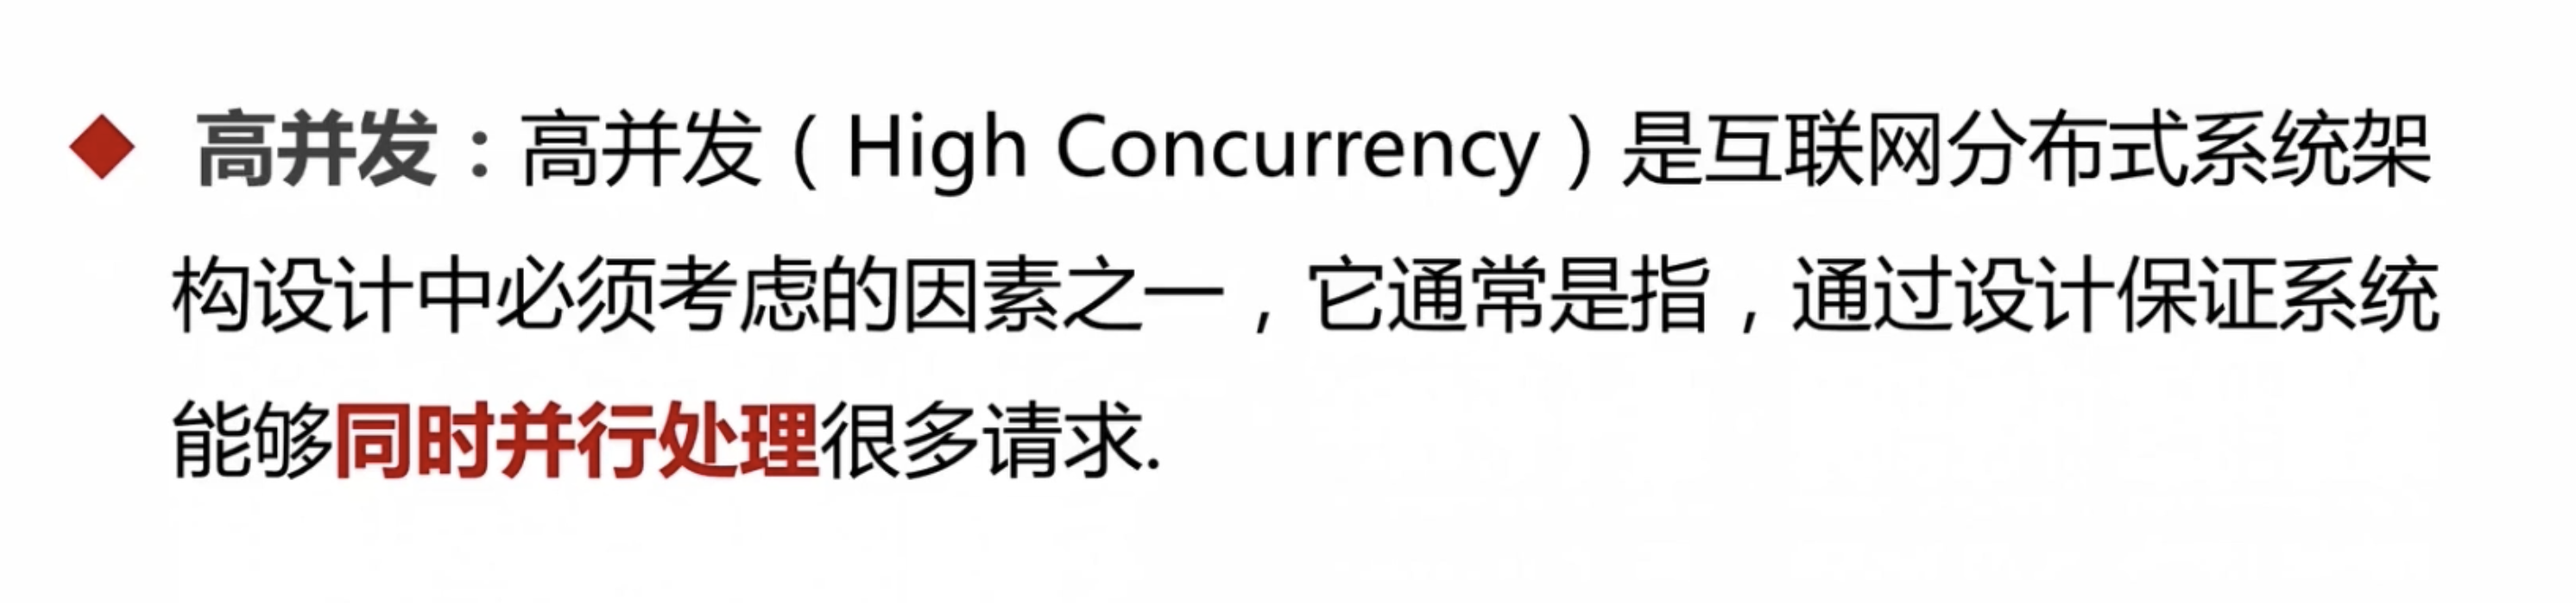 高并发：高并发（High Concurrency）是互联网分布式系统架
构设计中必须考虑的因素之一，它通常是指，通过设计保证系统
能够同时并行处理很多请求.